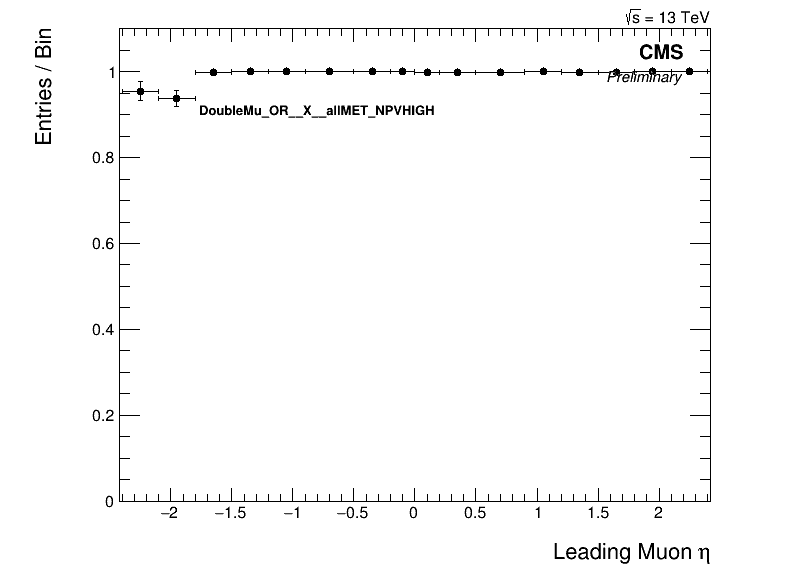 √s = 13 TeV
CMS
Preliminary
Entries / Bin
DoubleMu_OR__X__allMET_NPVHIGH
1
0.8
0.6
0.4
0.2
0
−2 −1.5 −1 −0.5 0 0.5 1 1.5 2
Leading Muon η